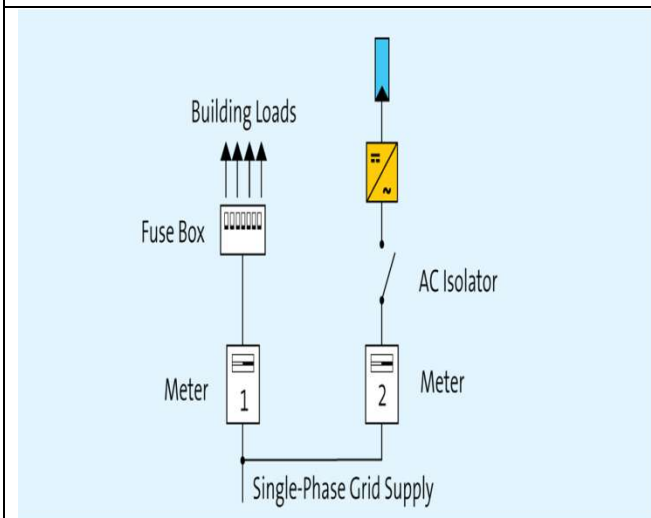 Building Loads
Fuse Box
AC Isolator
Meter
1
2
Meter
Single-Phase Grid Supply